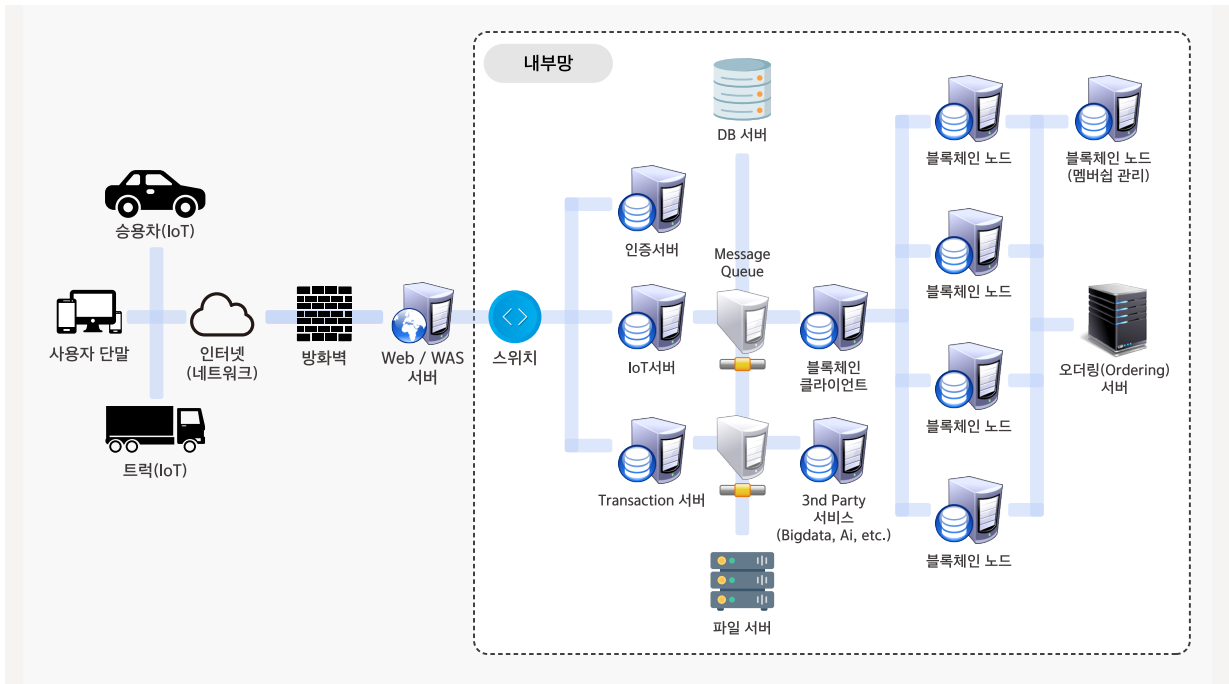 내부망
DB 서버
블록체인 노드
블록체인 노드
(멤버쉽 관리)
승용차(IoT)
인증서버
Message
Queue
블록체인 노드
사용자 단말
인터넷
(네트워크)
방화벽
Web / WAS
서버
스위치
IoT서버
블록체인
클라이언트
오더링(Ordering)
서버
블록체인 노드
트럭(IoT)
Transaction 서버
3nd Party
서비스
(Bigdata, Ai, etc.)
블록체인 노드
파일 서버